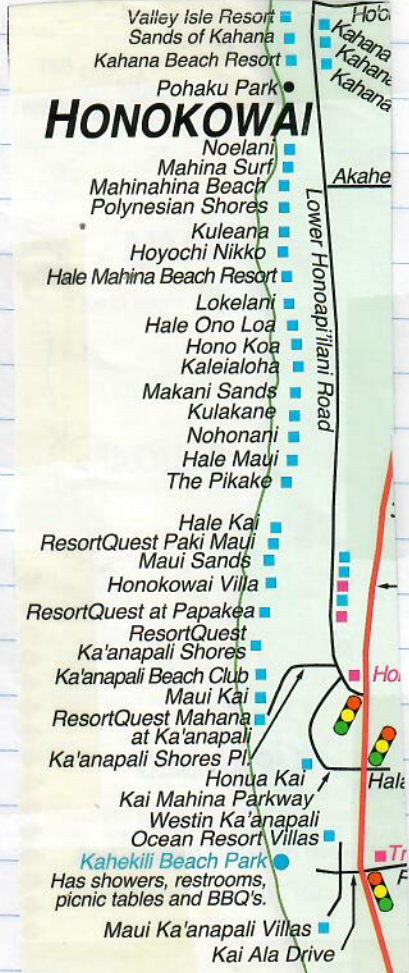 Valley Isle Resort
Sands of Kahana
Kahana Beach Resort
Kahana
Kahana
Kahana
Pohaku Park
HONOKOWAI
Noelani
Mahina Surf
Mahinahina Beach
Polynesian Shores
Akahe
Kuleana
Hoyochi Nikko
Hale Mahina Beach Resort
Lower Honoapi'ilani Road
Lokelani
Hale Ono Loa
Hono Koa
Kaleialoha
Makani Sands
Kulakane
Nohonani
Hale Maui
The Pikake
Hale Kai
ResortQuest Paki Maui
Maui Sands
Honokowai Villa
ResortQuest at Papakea
ResortQuest
Ka'anapali Shores
Ka'anapali Beach Club
Maui Kai
ResortQuest Mahana
at Ka'anapali
Ka'anapali Shores Pl.
Honua Kai
Kai Mahina Parkway
Westin Ka'anapali
Ocean Resort Villas
Kahekili Beach Park
Has showers, restrooms,
picnic tables and BBQ's.
Maui Ka'anapali Villas
Kai Ala Drive